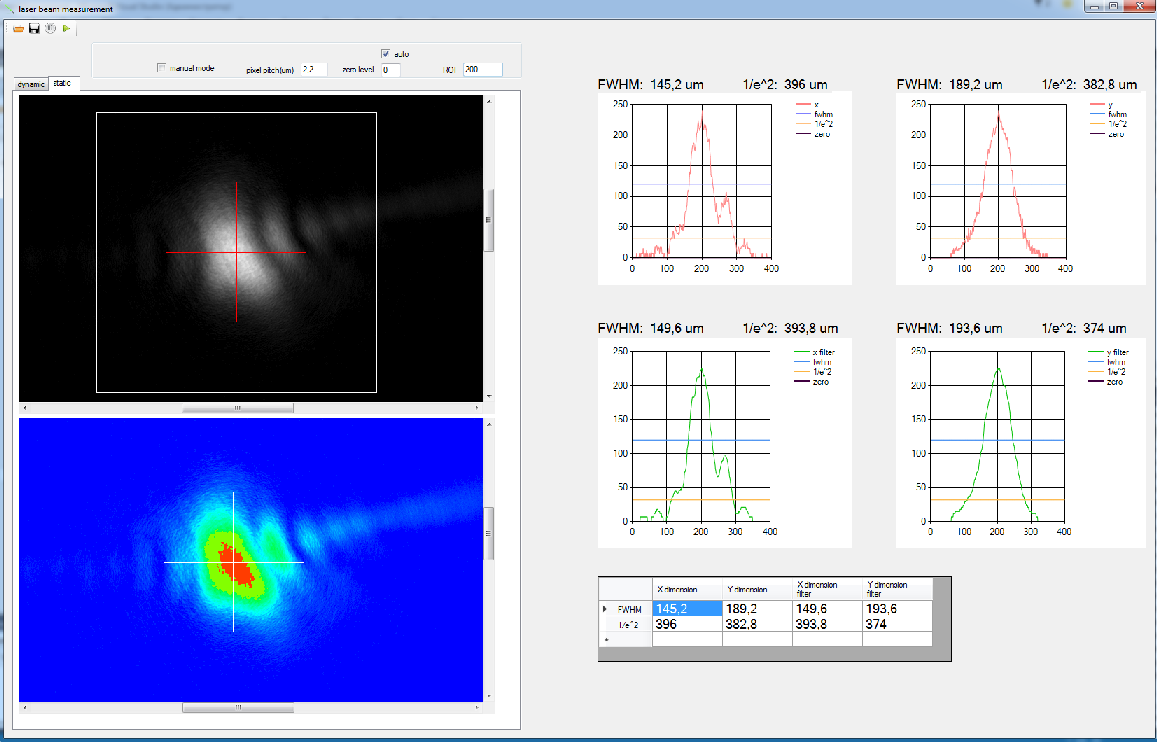 laser beam measurement
auto
manual mode
pixel pitch(um) 2.2
zero level 0
ROI 200
dynamic
static
FWHM: 145,2 um 1/e^2: 396 um
250
200
150
100
50
0
0 100 200 300 400
x
fwhm
1/e^2
zero
FWHM: 189,2 um 1/e^2: 382,8 um
250
200
150
100
50
0
0 100 200 300 400
y
fwhm
1/e^2
zero
FWHM: 149,6 um 1/e^2: 393,8 um
250
200
150
100
50
0
0 100 200 300 400
x filter
fwhm
1/e^2
zero
FWHM: 193,6 um 1/e^2: 374 um
250
200
150
100
50
0
0 100 200 300 400
y filter
fwhm
1/e^2
zero
X dimension Y dimension X dimension filter Y dimension filter
FWHM 145,2 189,2 149,6 193,6
1/e^2 396 382,8 393,8 374